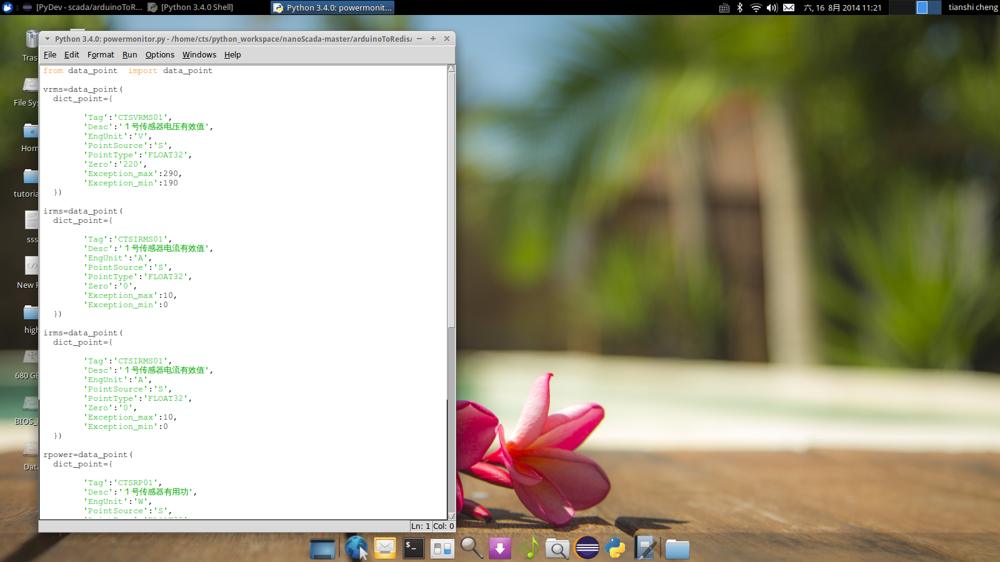 [PyDev - scada/arduinoToR...
[Python 3.4.0 Shell]
Python 3.4.0: powermonit...
六, 16 8月 2014 11:21
tianshi cheng
Python 3.4.0: powermonitor.py - /home/cts/python_workspace/nanoScada-master/arduinoToRedis/
File Edit Format Run Options Windows Help
from data_point  import data_point
vrms=data_point(
dict_point={
'Tag':'CTSVRMS01',
'Desc':'１号传感器电压有效值',
'EngUnit':'V',
'PointSource':'S',
'PointType':'FLOAT32',
'Zero':'220',
'Exception_max':290,
'Exception_min':190
})
irms=data_point(
dict_point={
'Tag':'CTSIRMS01',
'Desc':'１号传感器电流有效值',
'EngUnit':'A',
'PointSource':'S',
'PointType':'FLOAT32',
'Zero':'0',
'Exception_max':10,
'Exception_min':0
})
irms=data_point(
dict_point={
'Tag':'CTSIRMS01',
'Desc':'１号传感器电流有效值',
'EngUnit':'A',
'PointSource':'S',
'PointType':'FLOAT32',
'Zero':'0',
'Exception_max':10,
'Exception_min':0
})
rpower=data_point(
dict_point={
'Tag':'CTSRP01',
'Desc':'１号传感器有用功',
'EngUnit':'W',
'PointSource':'S',
Ln: 1 Col: 0
Tras
File Sys
Hom
tutoria
sss
New F
high
680 GB
BIOS_
Data
$_